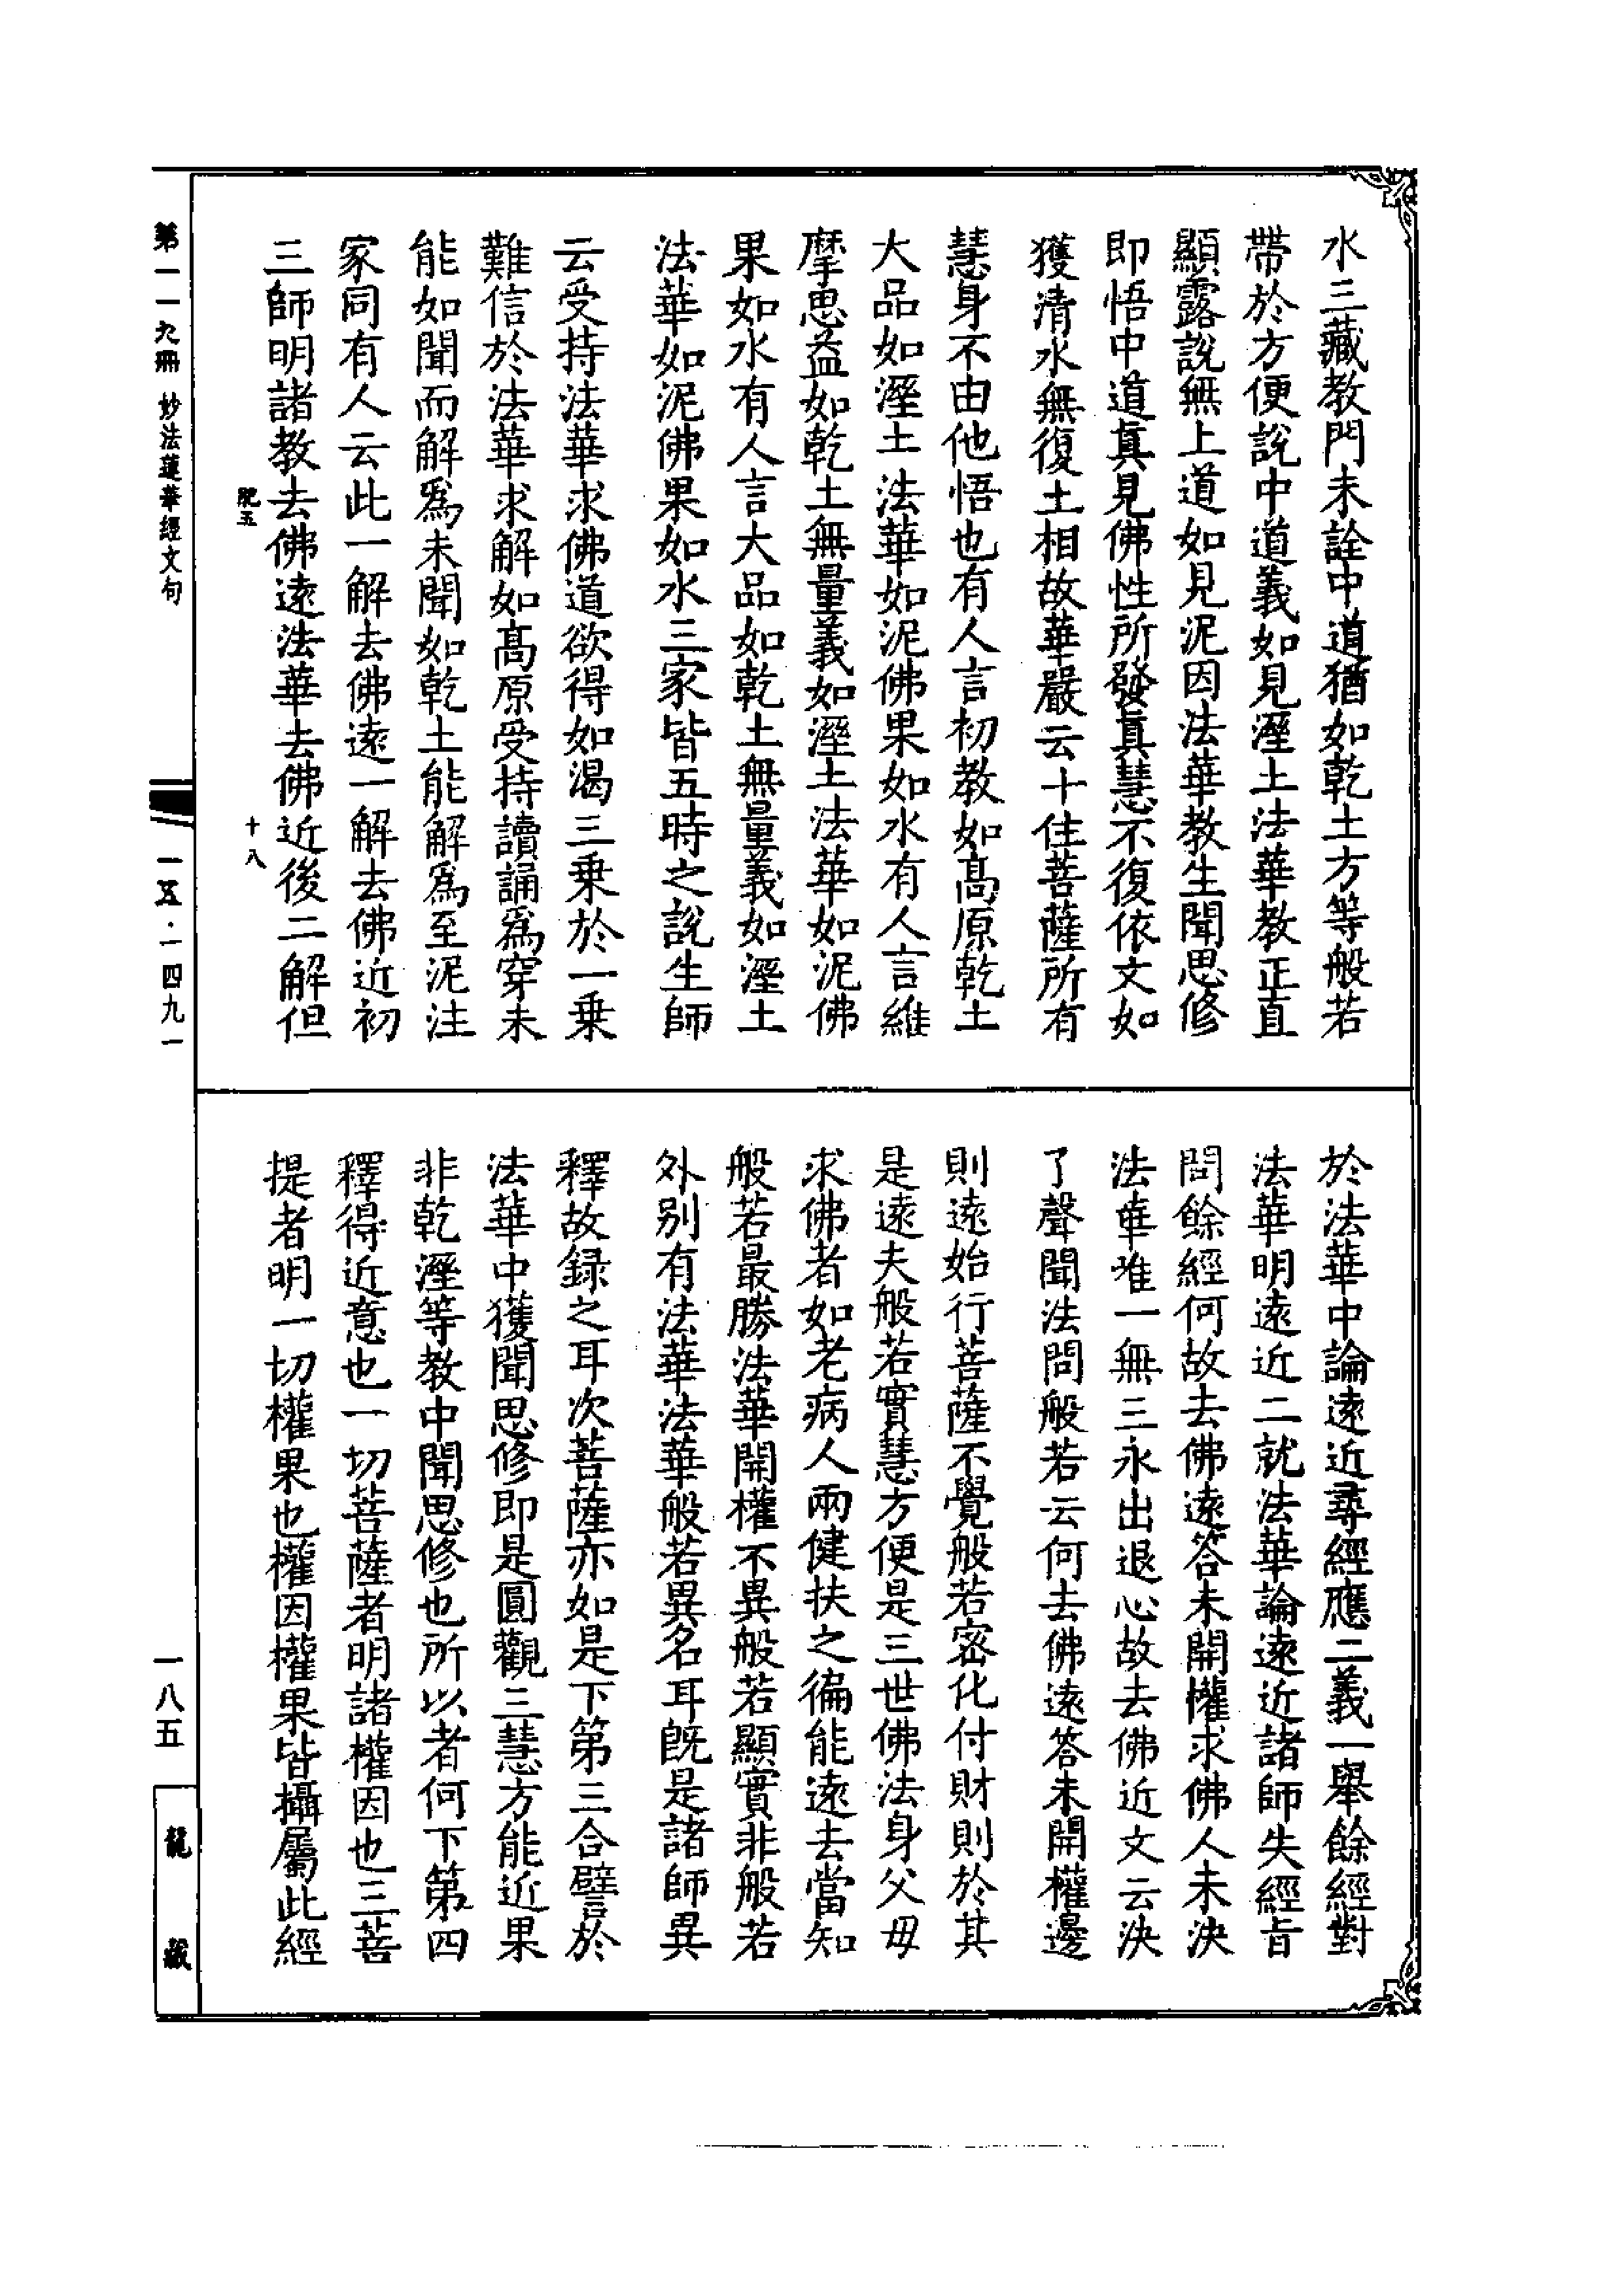 水三藏教門未詮中道猶如乾土方等般若
帶於方便說中道義如見溼土法華教正直
顯露說無上道如見泥因法華教生聞思修
即悟中道真見佛性所發真慧不復依文如
獲清水無復土相故華嚴云十住菩薩所有
慧身不由他悟也有人言初教如高原乾土
大品如溼土法華如泥佛果如水有人言維
摩思益如乾土無量義如溼土法華如泥佛
果如水有人言大品如乾土無量義如溼土
法華如泥佛果如水三家皆五時之說生師
云受持法華求佛道欲得如渴三乗於一乗
難信於法華求解如高原受持讀誦爲穿未
能如聞而解爲未聞如乾土能解爲至泥注
家同有人云此一解去佛遠一解去佛近初
三師明諸教去佛遠法華去佛近後二解但
肥五
十八
於法華中論遠近尋經應二義一舉餘經對
法華明遠近二就法華論遠近諸師失經旨
問餘經何故去佛遠答未開權求佛人未決
法華唯一無三永出退心故去佛近文云決
了聲聞法問般若云何去佛遠答未開權邊
則遠始行菩薩不覺般若密化付財則於其
是遠夫般若實慧方便是三世佛法身父母
求佛者如老病人兩健扶之徧能遠去當知
般若最勝法華開權不異般若顯實非般若
外别有法華法華般若異名耳旣是諸師異
釋故録之耳次菩薩亦如是下第三合譬於
法華中獲聞思修即是圓觀三慧方能近果
非乾溼等教中聞思修也所以者何下第四
釋得近意也一切菩薩者明諸權因也三菩
提者明一切權果也權因權果皆攝屬此經
第一一九冊 妙法蓮華經文句
一五·一四九一
一八五
龍藏